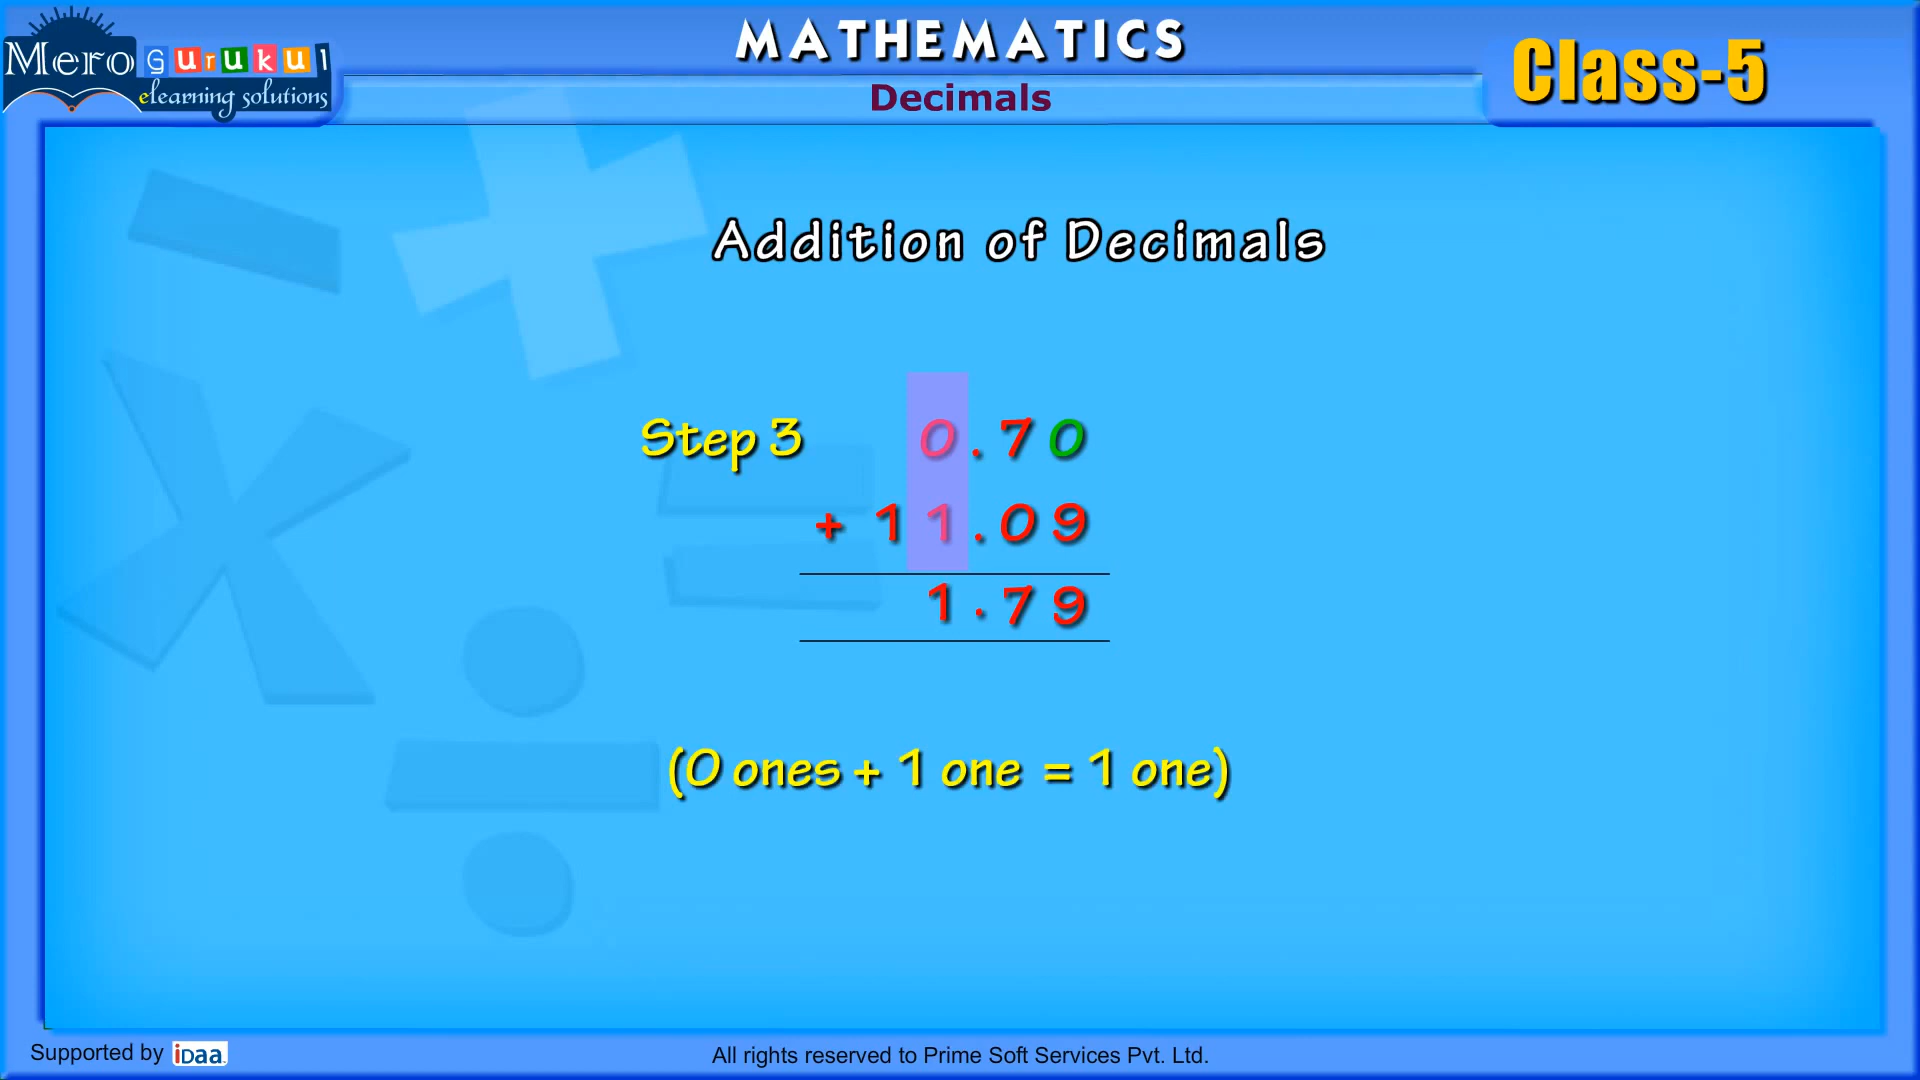 Mero Gurukul
elearning solutions
MATHEMATICS
Decimals
Class-5
Addition of Decimals
Step 3 0.70
+ 11.09
1.79
(0 ones + 1 one = 1 one)
Supported by iDaa
All rights reserved to Prime Soft Services Pvt. Ltd.